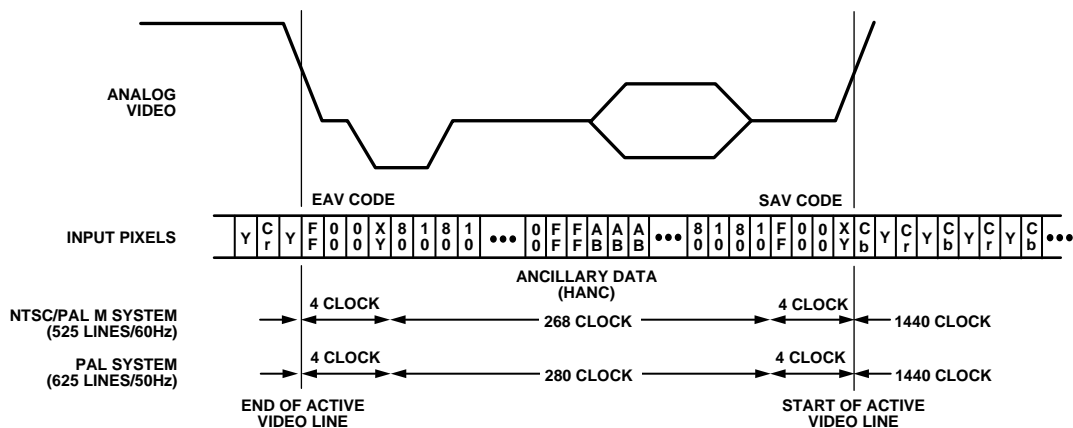 ANALOG
VIDEO
EAV CODE
SAV CODE
INPUT PIXELS
Y Cr Y FF 00 00 XY 80 10 80 10 ••• 00 FF FF AB AB AB ••• 80 10 80 10 FF 00 00 XY Cb Y Cr Y Cb Y Cr Y Cb •••
ANCILLARY DATA
(HANC)
NTSC/PAL M SYSTEM
(525 LINES/60Hz)
4 CLOCK
268 CLOCK
4 CLOCK
1440 CLOCK
PAL SYSTEM
(625 LINES/50Hz)
4 CLOCK
280 CLOCK
4 CLOCK
1440 CLOCK
END OF ACTIVE
VIDEO LINE
START OF ACTIVE
VIDEO LINE